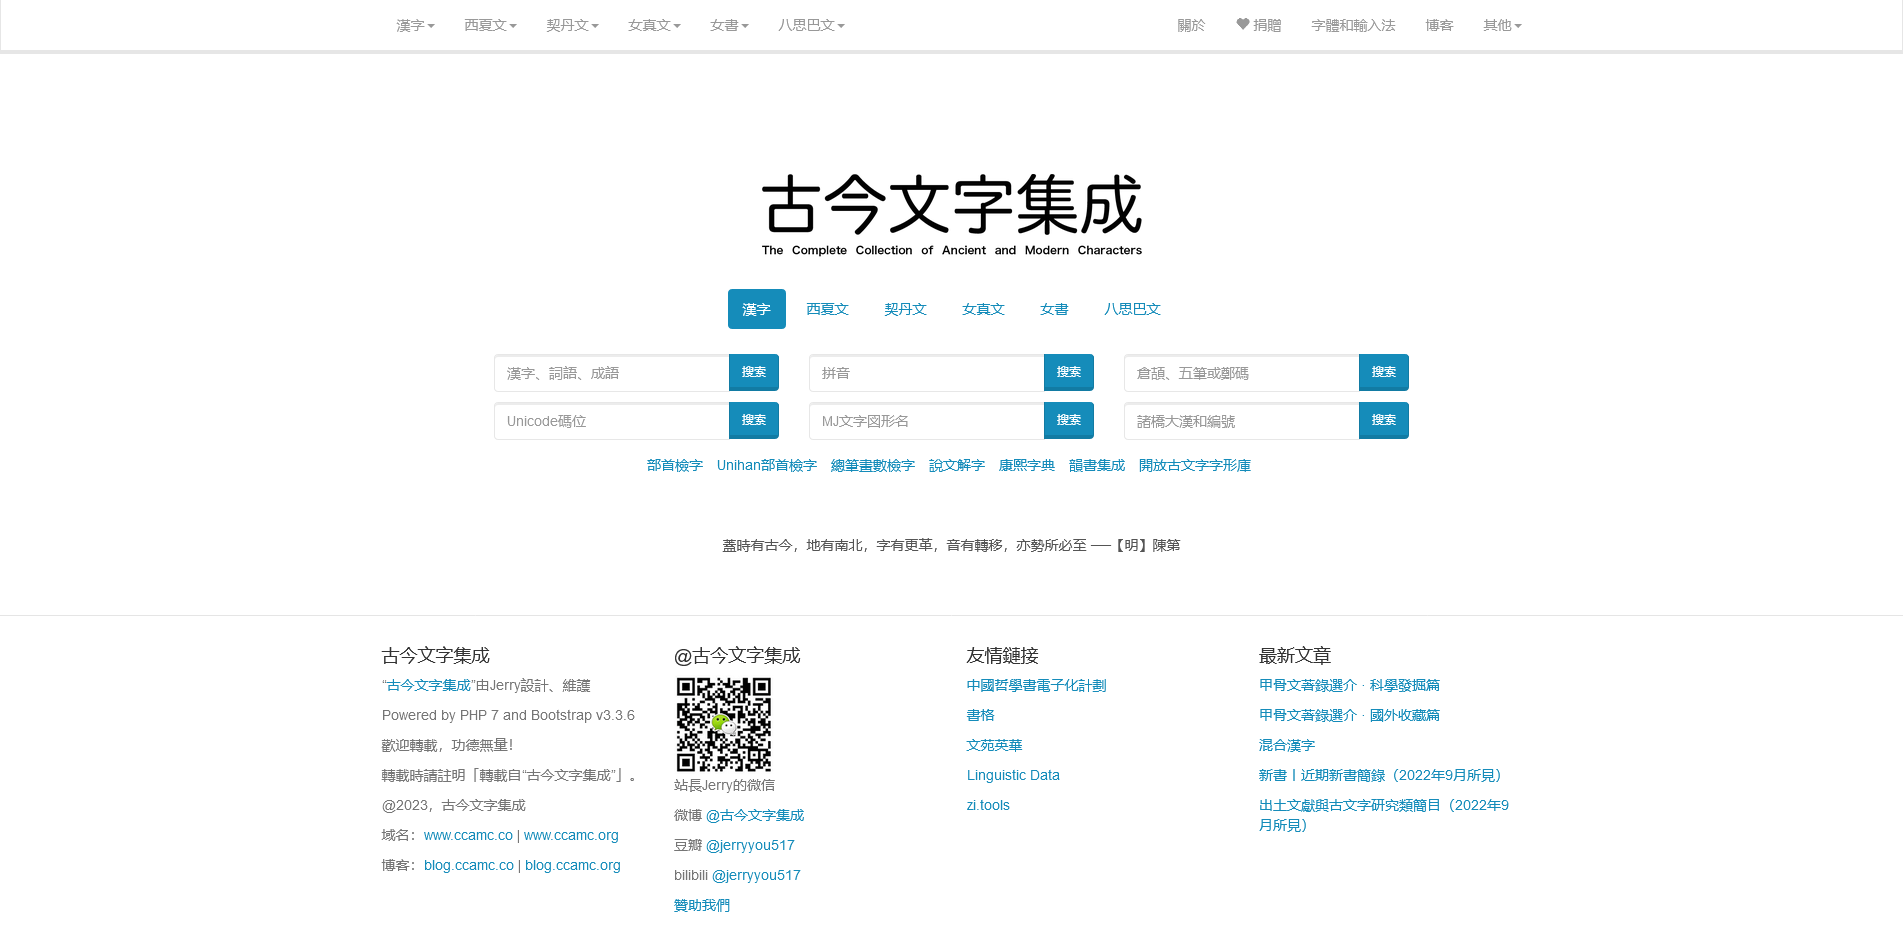 漢字 西夏文 契丹文 女真文 女書 八思巴文 關於 捐贈 字體和輸入法 博客 其他
古今文字集成
The Complete Collection of Ancient and Modern Characters
漢字 西夏文 契丹文 女真文 女書 八思巴文
漢字、詞語、成語 搜索 拼音 搜索 倉頡、五筆或鄭碼 搜索
Unicode碼位 搜索 MJ文字図形名 搜索 諸橋大漢和編號 搜索
部首檢字 Unihan部首檢字 總筆畫數檢字 說文解字 康熙字典 韻書集成 開放古文字字形庫
蓋時有古今，地有南北，字有更革，音有轉移，亦勢所必至 ──【明】陳第
古今文字集成
“古今文字集成”由Jerry設計、維護
Powered by PHP 7 and Bootstrap v3.3.6
歡迎轉載，功德無量！
轉載時請註明「轉載自“古今文字集成”」。
@2023，古今文字集成
域名：www.ccamc.co | www.ccamc.org
博客：blog.ccamc.co | blog.ccamc.org
@古今文字集成
站長Jerry的微信
微博 @古今文字集成
豆瓣 @jerryyou517
bilibili @jerryyou517
贊助我們
友情鏈接
中國哲學書電子化計劃
書格
文苑英華
Linguistic Data
zi.tools
最新文章
甲骨文著錄選介 · 科學發掘篇
甲骨文著錄選介 · 國外收藏篇
混合漢字
新書丨近期新書簡錄（2022年9月所見）
出土文獻與古文字研究類簡目（2022年9
月所見）